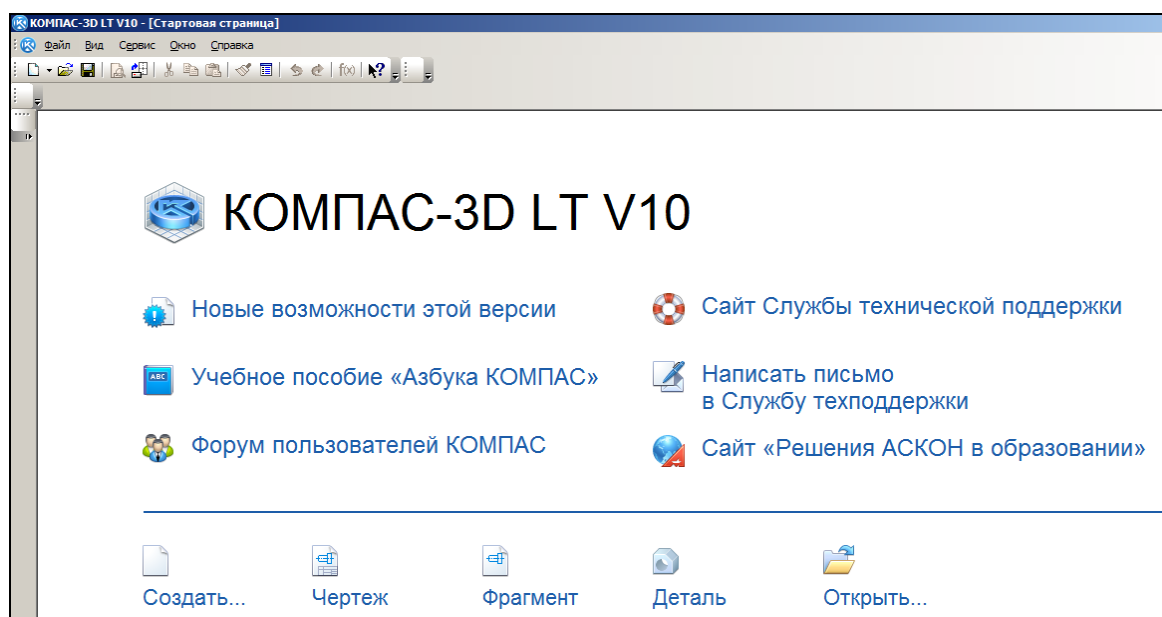 КОМПАС-3D LT V10 - [Стартовая страница]
Файл Вид Сервис Окно Справка
f(x)
КОМПАС-3D LT V10
Новые возможности этой версии
Сайт Службы технической поддержки
Учебное пособие «Азбука КОМПАС»
Написать письмо
в Службу техподдержки
Форум пользователей КОМПАС
Сайт «Решения АСКОН в образовании»
Создать...
Чертеж
Фрагмент
Деталь
Открыть...
ABC